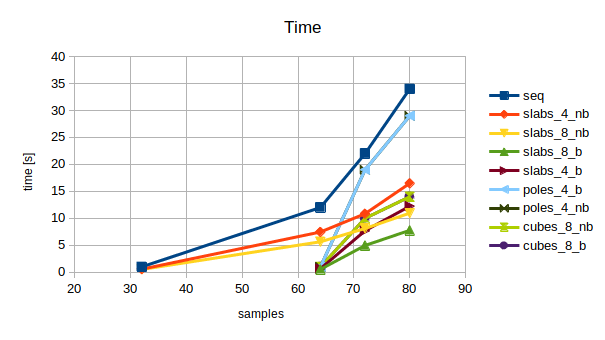 Time
40
35
30
25
20
15
10
5
0
time [s]
20 30 40 50 60 70 80 90
samples
seq
slabs_4_nb
slabs_8_nb
slabs_8_b
slabs_4_b
poles_4_b
poles_4_nb
cubes_8_nb
cubes_8_b